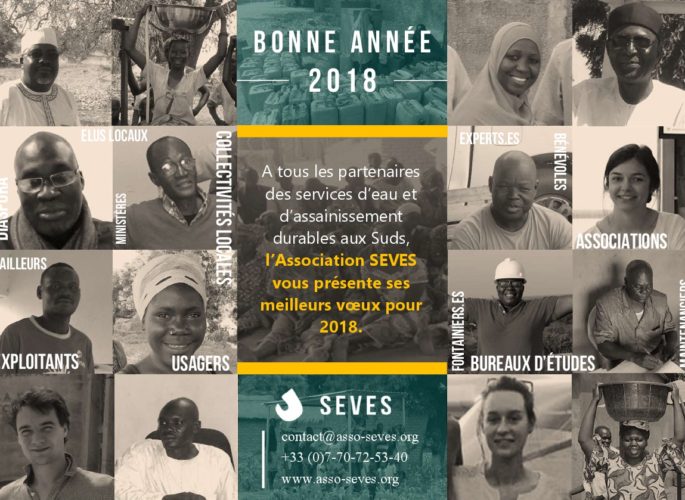 BONNE ANNÉE
2018
ELUS LOCAUX
COLLECTIVITÉS LOCALES
DIASPORA
MINISTÈRES
AILLEURS
EXPLOITANTS
USAGERS
A tous les partenaires
des services d'eau et
d'assainissement
durables aux Suds,
l'Association SEVES
vous présente ses
meilleurs vœux pour
2018.
EXPERTS.ES
BÉNÉVOLES
ASSOCIATIONS
FONTAINIERS.ES
BUREAUX D'ÉTUDES
SEVES
contact@asso-seves.org
+33 (0)7-70-72-53-40
www.asso-seves.org